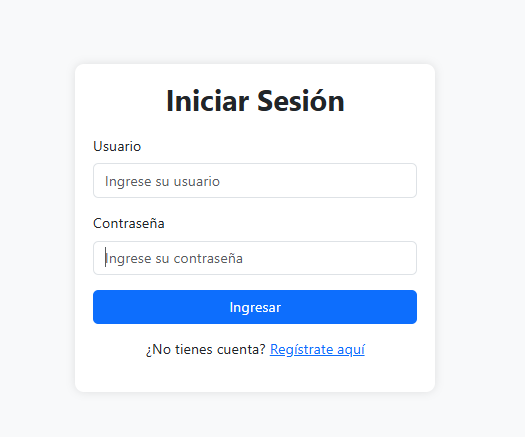 Iniciar Sesión
Usuario
Ingrese su usuario
Contraseña
Ingrese su contraseña
Ingresar
¿No tienes cuenta? Regístrate aquí